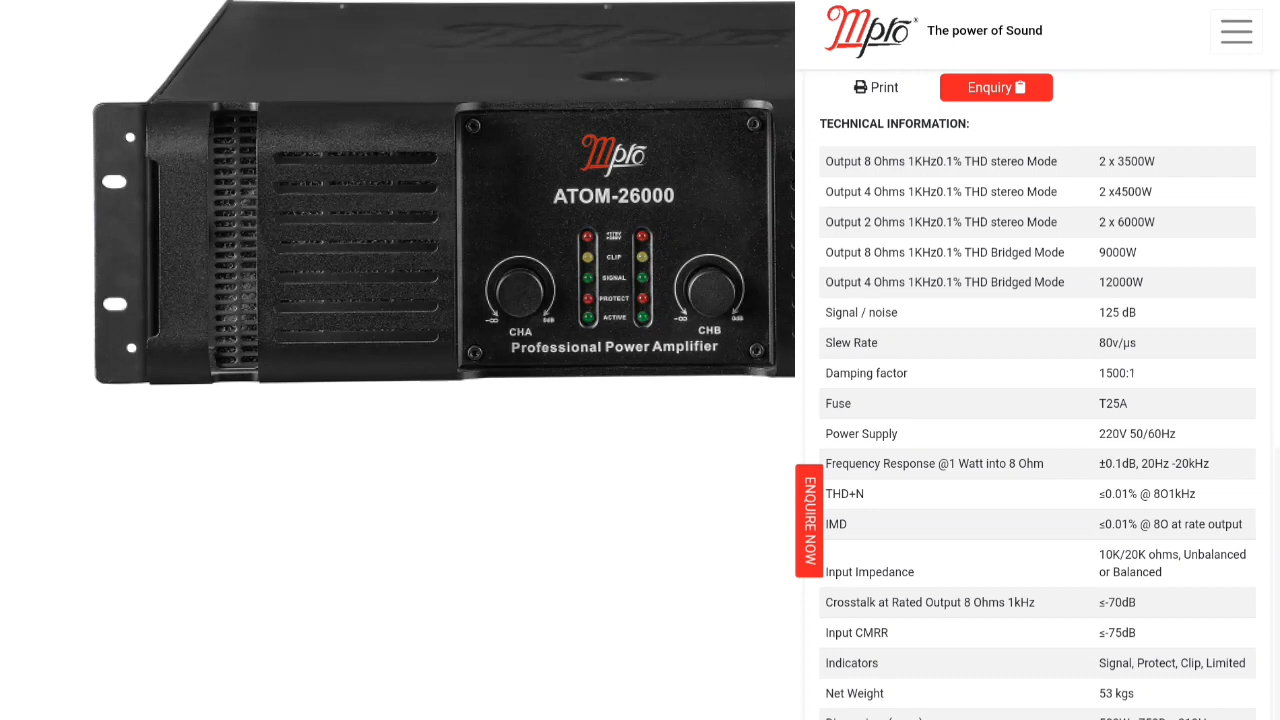 mpro
ATOM-26000
CLIP
SIGNAL
PROTECT
ACTIVE
-∞ 0dB
-∞ 0dB
CHA
CHB
Professional Power Amplifier
mpro® The power of Sound
Print
Enquiry
TECHNICAL INFORMATION:
Output 8 Ohms 1KHz0.1% THD stereo Mode 2 x 3500W
Output 4 Ohms 1KHz0.1% THD stereo Mode 2 x4500W
Output 2 Ohms 1KHz0.1% THD stereo Mode 2 x 6000W
Output 8 Ohms 1KHz0.1% THD Bridged Mode 9000W
Output 4 Ohms 1KHz0.1% THD Bridged Mode 12000W
Signal / noise 125 dB
Slew Rate 80v/µs
Damping factor 1500:1
Fuse T25A
Power Supply 220V 50/60Hz
Frequency Response @1 Watt into 8 Ohm ±0.1dB, 20Hz -20kHz
THD+N ≤0.01% @ 8O1kHz
IMD ≤0.01% @ 8O at rate output
Input Impedance 10K/20K ohms, Unbalanced
or Balanced
Crosstalk at Rated Output 8 Ohms 1kHz ≤-70dB
Input CMRR ≤-75dB
Indicators Signal, Protect, Clip, Limited
Net Weight 53 kgs
ENQUIRE NOW